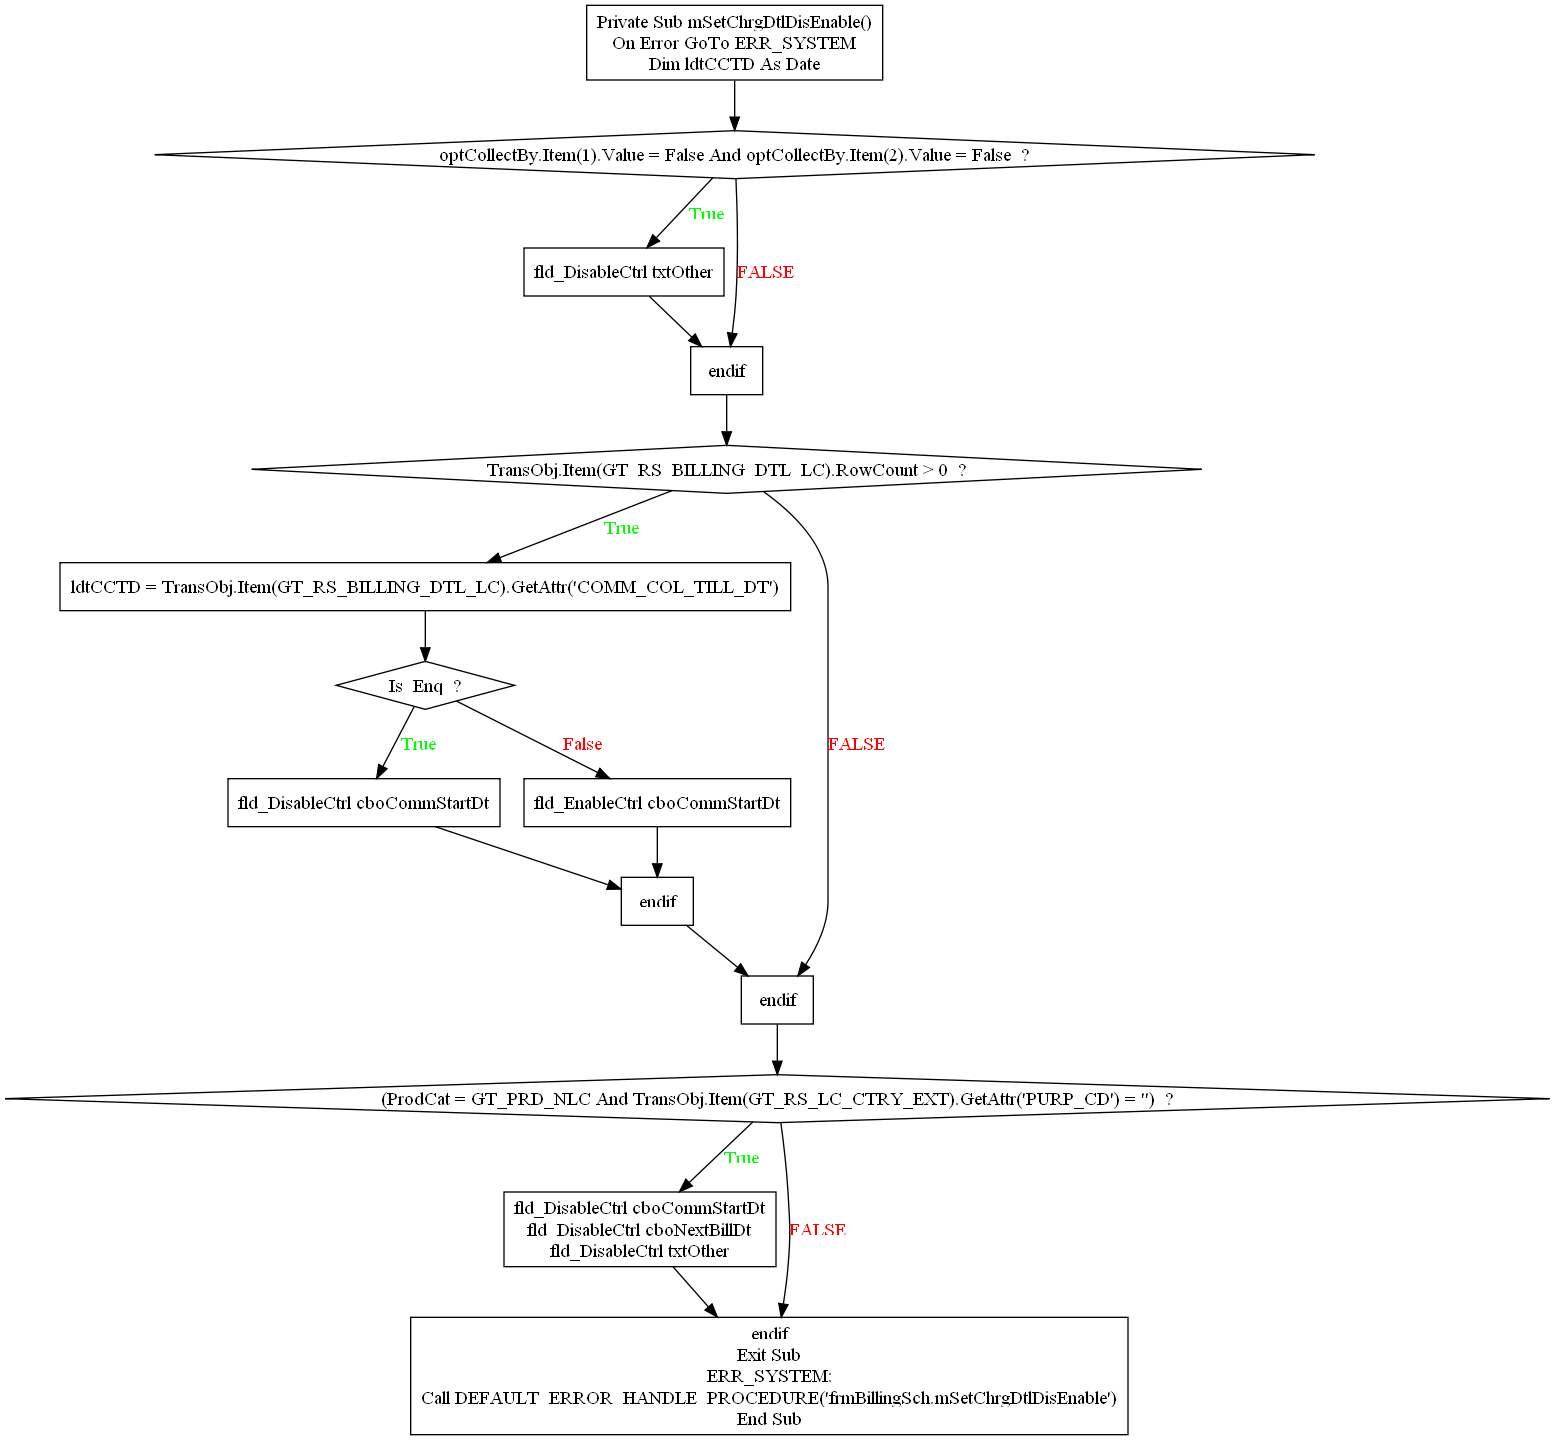 Private Sub mSetChrgDtlDisEnable()
On Error GoTo ERR_SYSTEM
Dim ldtCCTD As Date
optCollectBy.Item(1).Value = False And optCollectBy.Item(2).Value = False  ?
True
fld_DisableCtrl txtOther
FALSE
endif
TransObj.Item(GT_RS_BILLING_DTL_LC).RowCount > 0  ?
True
ldtCCTD = TransObj.Item(GT_RS_BILLING_DTL_LC).GetAttr('COMM_COL_TILL_DT')
Is_Enq  ?
True
False
FALSE
fld_DisableCtrl cboCommStartDt
fld_EnableCtrl cboCommStartDt
endif
endif
(ProdCat = GT_PRD_NLC And TransObj.Item(GT_RS_LC_CTRY_EXT).GetAttr('PURP_CD') = '')  ?
True
fld_DisableCtrl cboCommStartDt
fld_DisableCtrl cboNextBillDt
fld_DisableCtrl txtOther
FALSE
endif
Exit Sub
ERR_SYSTEM:
Call DEFAULT_ERROR_HANDLE_PROCEDURE('frmBillingSch.mSetChrgDtlDisEnable')
End Sub